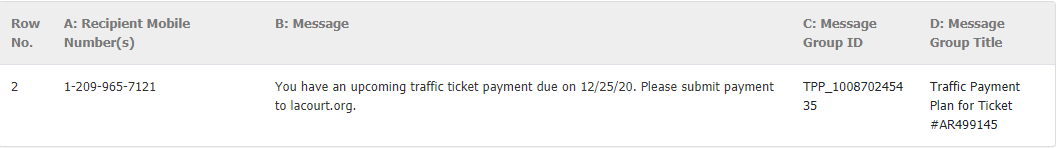 Row No.
A: Recipient Mobile Number(s)
B: Message
C: Message Group ID
D: Message Group Title
2
1-209-965-7121
You have an upcoming traffic ticket payment due on 12/25/20. Please submit payment
to lacourt.org.
TPP_1008702454
35
Traffic Payment
Plan for Ticket
#AR499145